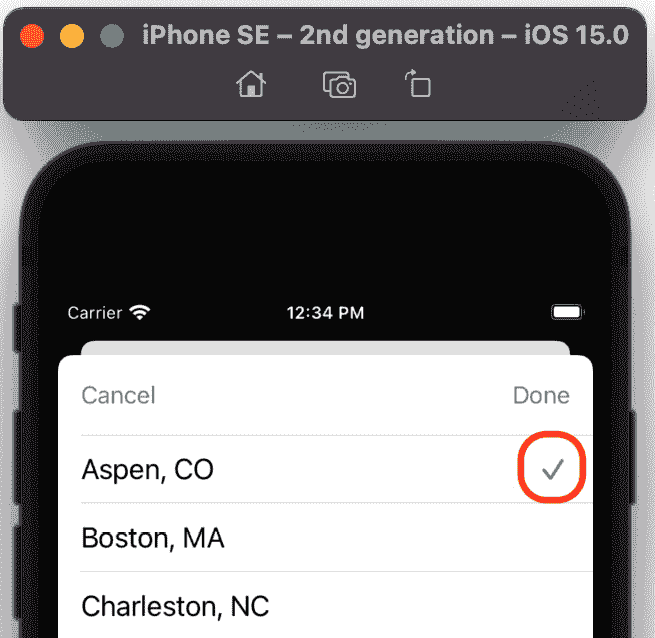 iPhone SE – 2nd generation – iOS 15.0
Carrier 12:34 PM
Cancel Done
Aspen, CO
Boston, MA
Charleston, NC